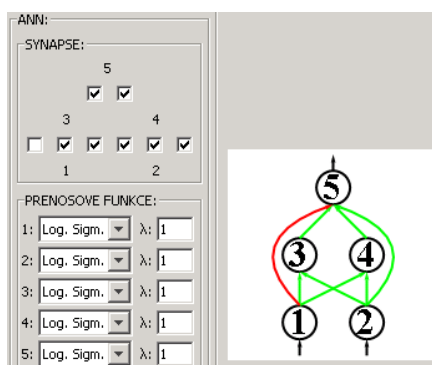 ANN:
SYNAPSE:
5
3 4
1 2
PRENOSOVE FUNKCE:
1: Log. Sigm. λ: 1
2: Log. Sigm. λ: 1
3: Log. Sigm. λ: 1
4: Log. Sigm. λ: 1
5: Log. Sigm. λ: 1
5
3 4
1 2